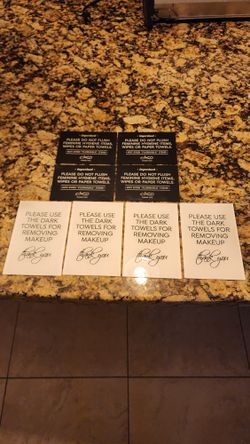 Important!
PLEASE DO NOT FLUSH
FEMININE HYGIENE ITEMS,
WIPES OR PAPER TOWELS.
Important!
PLEASE DO NOT FLUSH
FEMININE HYGIENE ITEMS,
WIPES OR PAPER TOWELS.
Important!
PLEASE DO NOT FLUSH
FEMININE HYGIENE ITEMS,
WIPES OR PAPER TOWELS.
Important!
PLEASE DO NOT FLUSH
FEMININE HYGIENE ITEMS,
WIPES OR PAPER TOWELS.
PLEASE USE
THE DARK
TOWELS FOR
REMOVING
MAKEUP
thank you
PLEASE USE
THE DARK
TOWELS FOR
REMOVING
MAKEUP
thank you
PLEASE USE
THE DARK
TOWELS FOR
REMOVING
MAKEUP
thank you
PLEASE USE
THE DARK
TOWELS FOR
REMOVING
MAKEUP
thank you